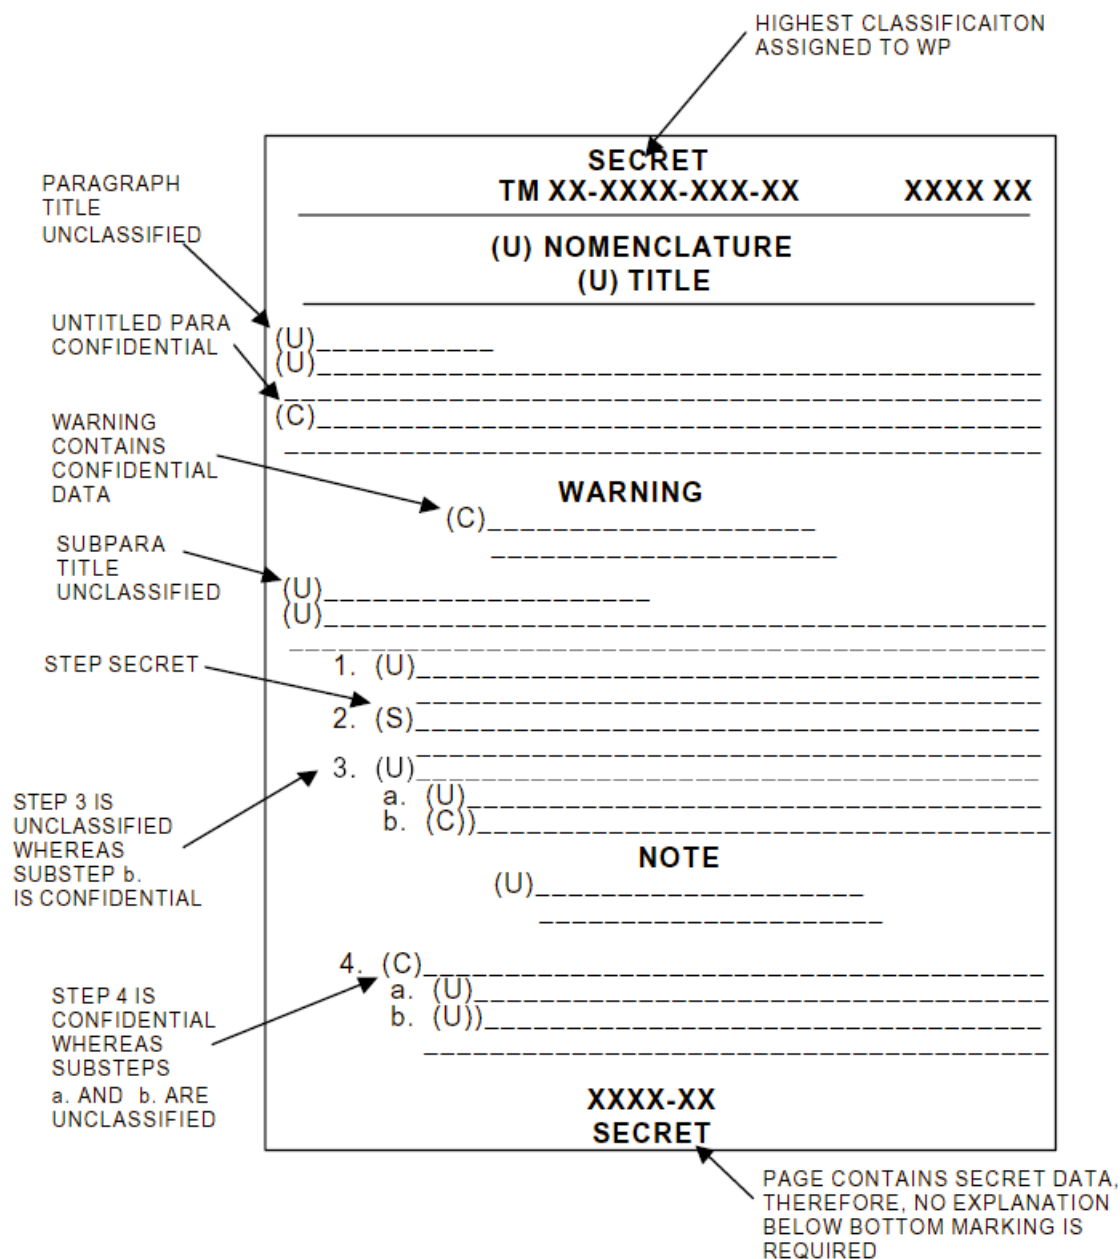 HIGHEST CLASSIFICAITON
ASSIGNED TO WP
SECRET
TM XX-XXXX-XXX-XX XXXX XX
(U) NOMENCLATURE
(U) TITLE
PARAGRAPH
TITLE
UNCLASSIFIED
UNTITLED PARA
CONFIDENTIAL
WARNING
CONTAINS
CONFIDENTIAL
DATA
SUBPARA
TITLE
UNCLASSIFIED
STEP SECRET
STEP 3 IS
UNCLASSIFIED
WHEREAS
SUBSTEP b.
IS CONFIDENTIAL
STEP 4 IS
CONFIDENTIAL
WHEREAS
SUBSTEPS
a. AND b. ARE
UNCLASSIFIED
(U)
(U)
(C)
WARNING
(C)
(U)
(U)
1. (U)
2. (S)
3. (U)
a. (U)
b. (C))
NOTE
(U)
4. (C)
a. (U)
b. (U))
XXXX-XX
SECRET
PAGE CONTAINS SECRET DATA,
THEREFORE, NO EXPLANATION
BELOW BOTTOM MARKING IS
REQUIRED